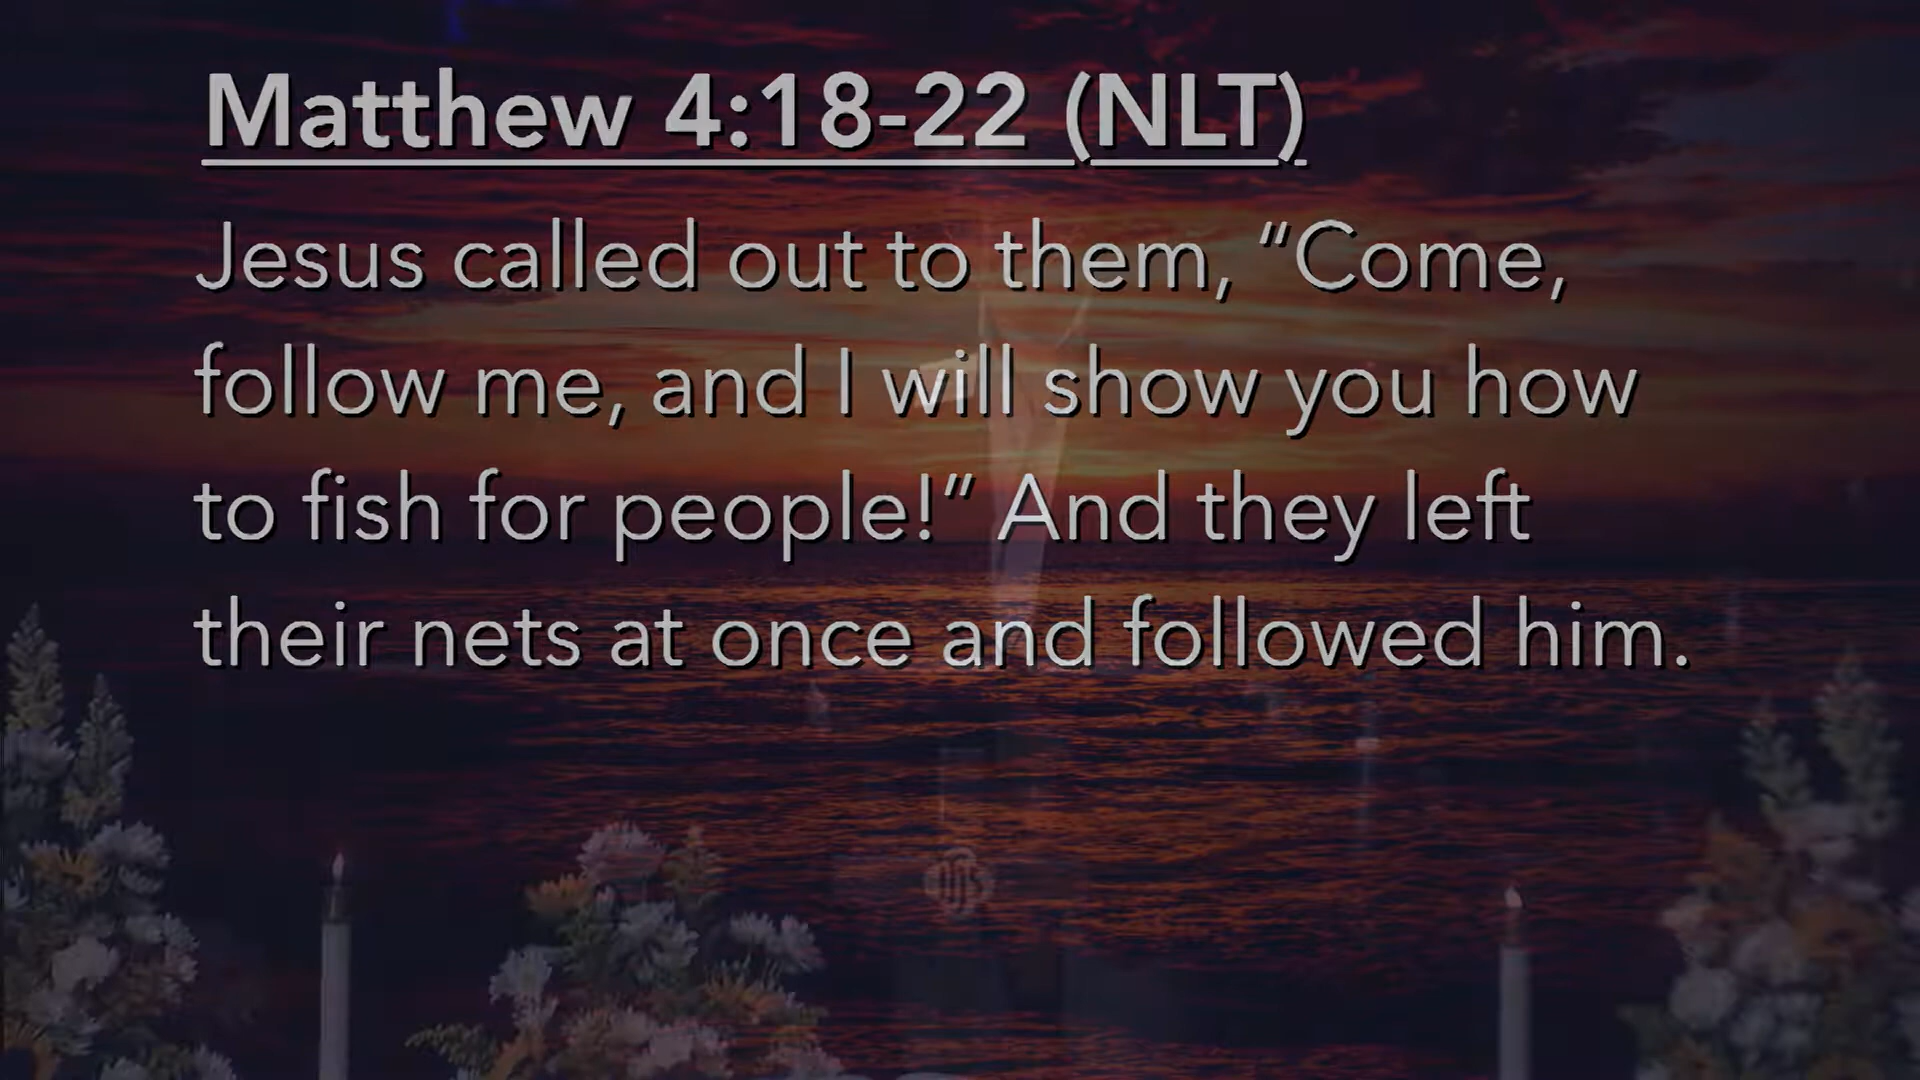 Matthew 4:18-22 (NLT)
Jesus called out to them, “Come,
follow me, and I will show you how
to fish for people!” And they left
their nets at once and followed him.